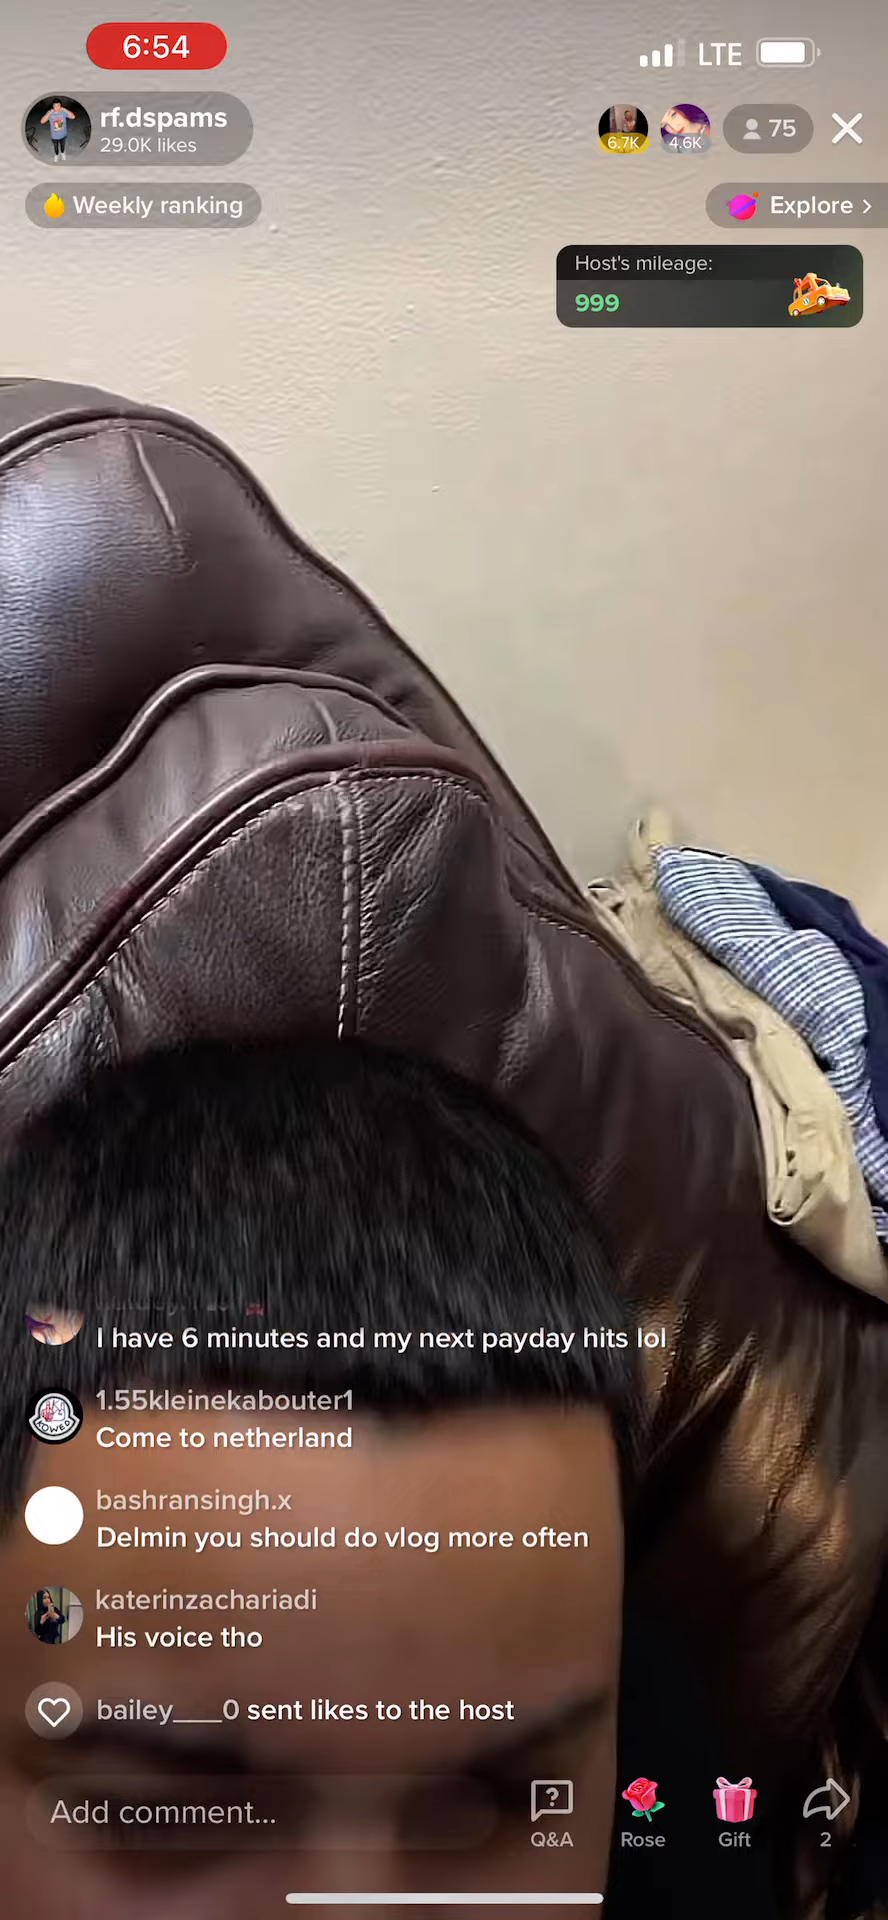 6:54
LTE
rf.dspams
29.0K likes
6.7K
4.6K
75
Weekly ranking
Explore >
Host's mileage:
999
I have 6 minutes and my next payday hits lol
1.55kleinekabouter1
KOWED
Come to netherland
bashransingh.x
Delmin you should do vlog more often
katerinzachariadi
His voice tho
bailey___0 sent likes to the host
Add comment...
Q&A
Rose
Gift
2